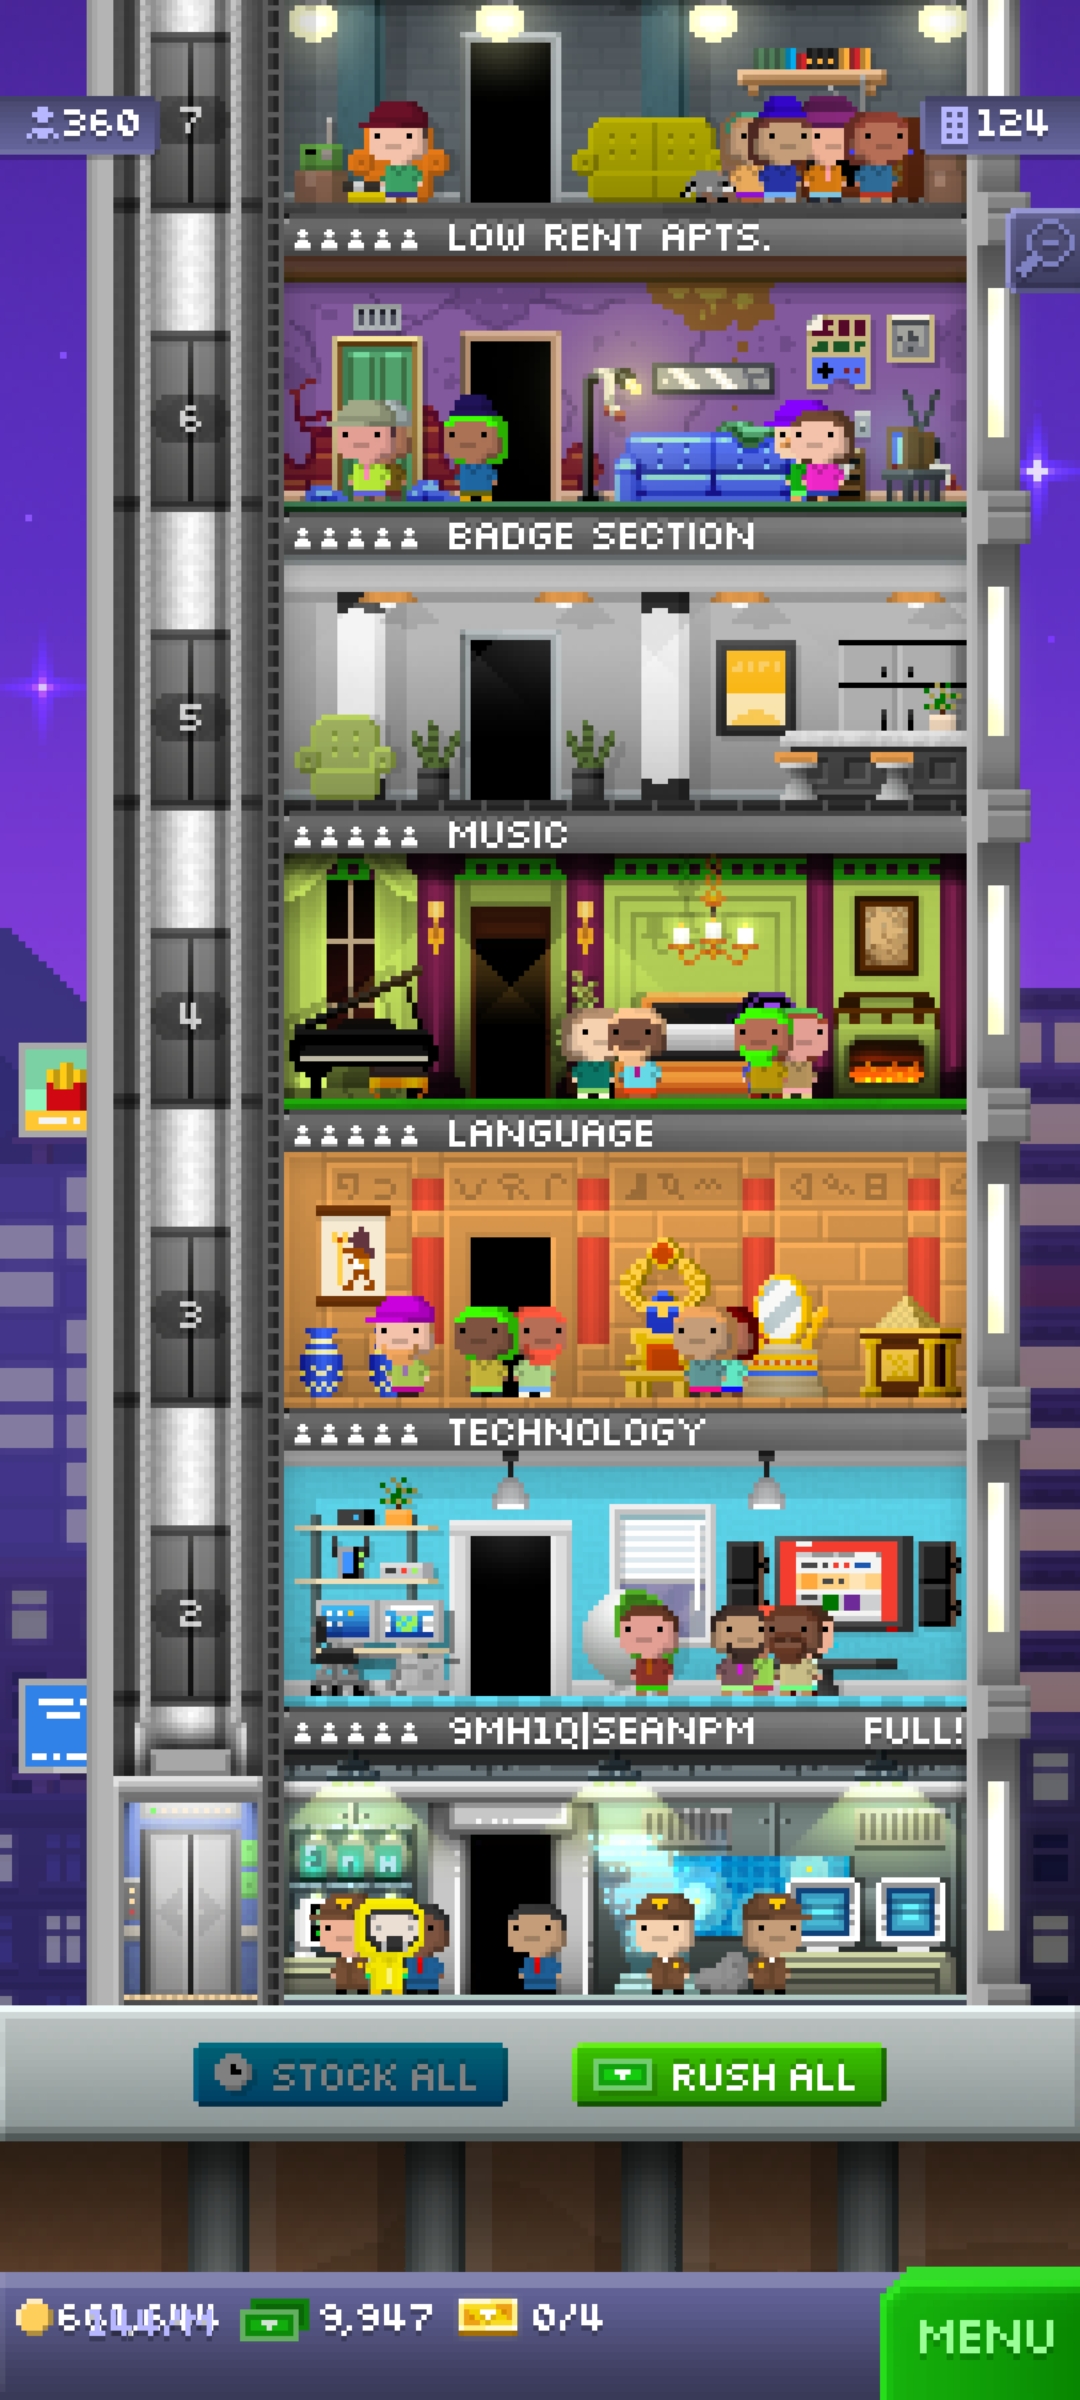 360
7
124
LOW RENT APTS.
6
BADGE SECTION
5
MUSIC
4
LANGUAGE
3
TECHNOLOGY
2
9MH1Q|SEANPM FULL!
STOCK ALL
RUSH ALL
9,947
0/4
MENU